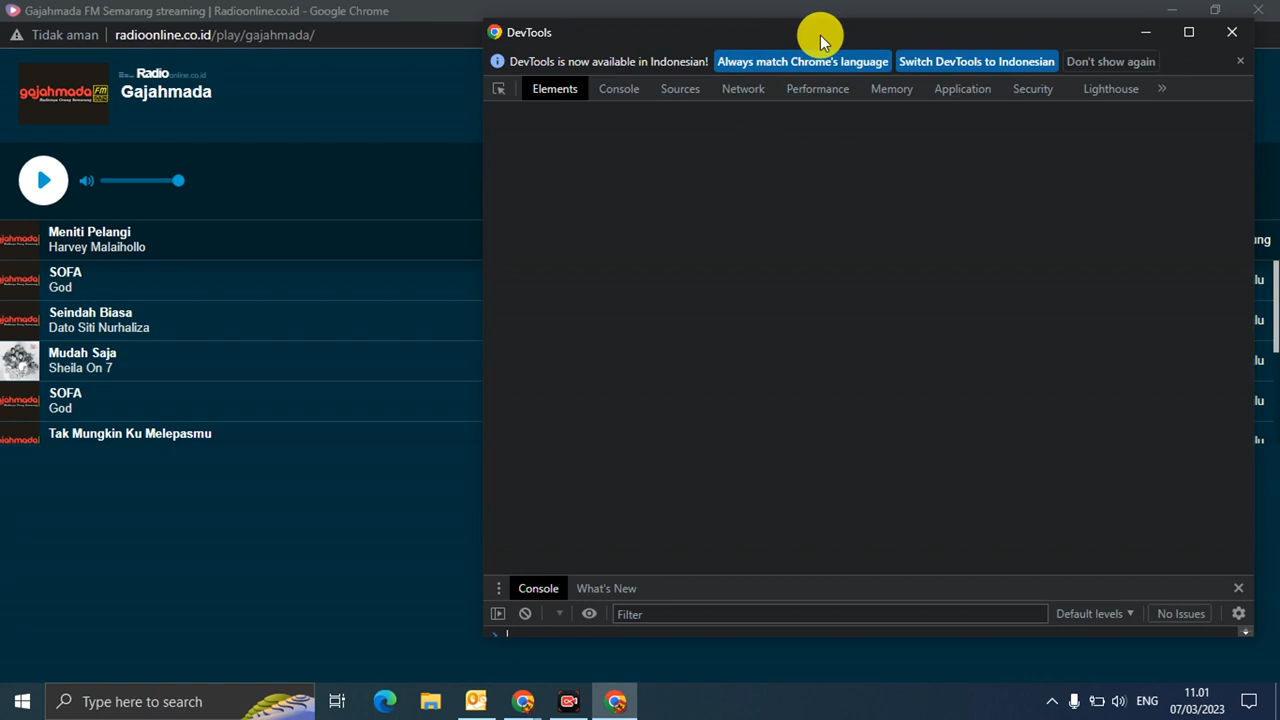 Gajahmada FM Semarang streaming | Radioonline.co.id - Google Chrome
Tidak aman | radioonline.co.id/play/gajahmada/
gajahmada FM
Radioonline.co.id
Gajahmada
Meniti Pelangi
Harvey Malaihollo
SOFA
God
Seindah Biasa
Dato Siti Nurhaliza
Mudah Saja
Sheila On 7
SOFA
God
Tak Mungkin Ku Melepasmu
DevTools
DevTools is now available in Indonesian! Always match Chrome's language Switch DevTools to Indonesian Don't show again
Elements Console Sources Network Performance Memory Application Security Lighthouse
Console What's New
Filter Default levels No Issues
Type here to search
ENG
11.01
07/03/2023